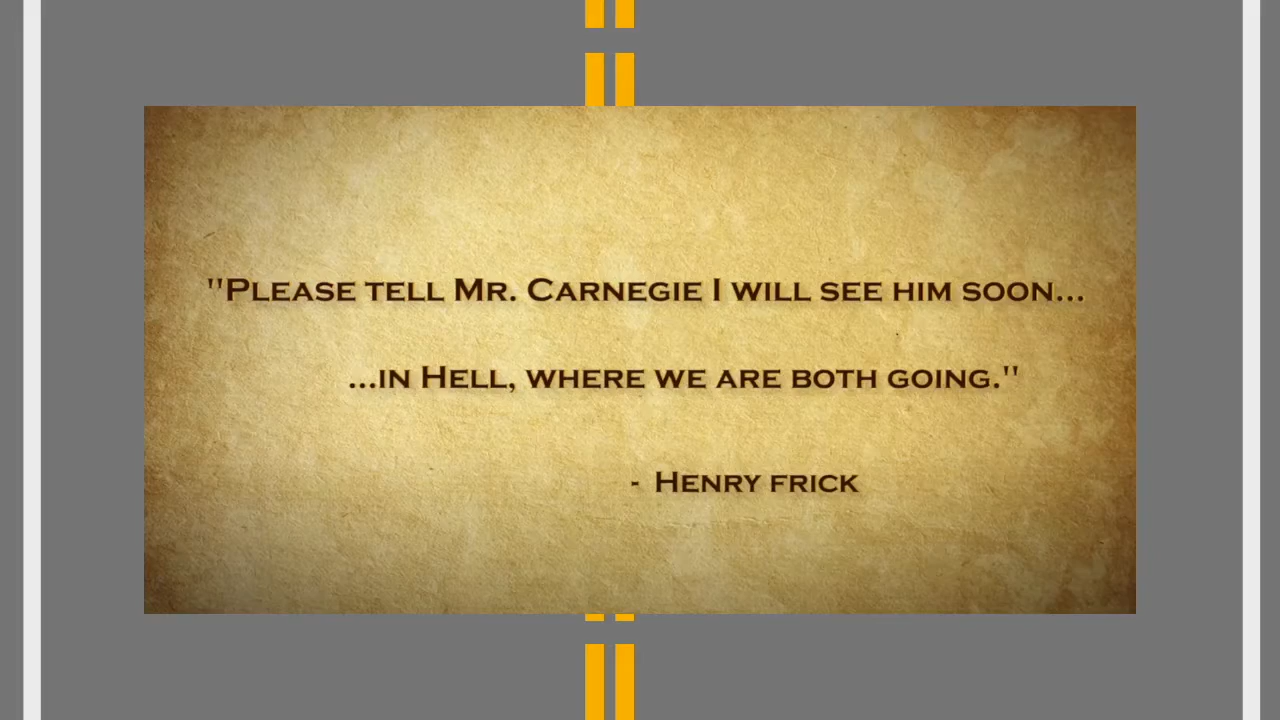 "Please tell Mr. Carnegie I will see him soon...
...in Hell, where we are both going."
- Henry frick